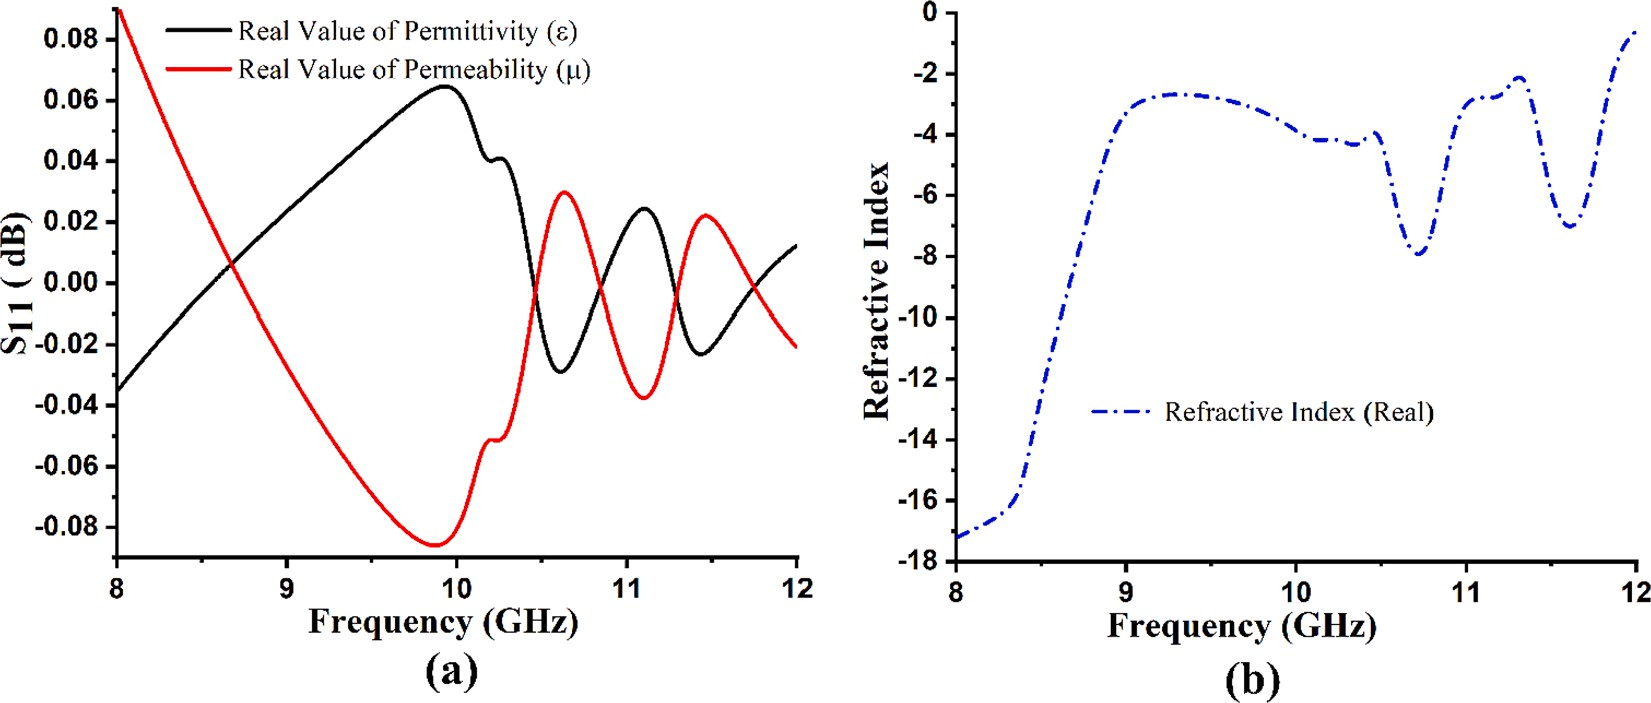 Real Value of Permittivity (ε)
Real Value of Permeability (μ)
0.08
0.06
0.04
0.02
0.00
-0.02
-0.04
-0.06
-0.08
S11 ( dB)
8 9 10 11 12
Frequency (GHz)
(a)
0
-2
-4
-6
-8
-10
-12
-14
-16
-18
Refractive Index
Refractive Index (Real)
8 9 10 11 12
Frequency (GHz)
(b)